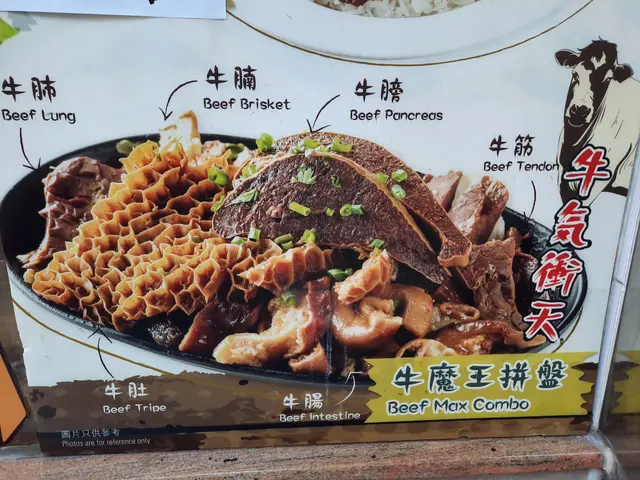 牛肺
Beef Lung
牛腩
Beef Brisket
牛膀
Beef Pancreas
牛筋
Beef Tendon
牛氣衝天
牛肚
Beef Tripe
牛腸
Beef Intestine
牛魔王拼盤
Beef Max Combo
圖片只供參考
Photos are for reference only